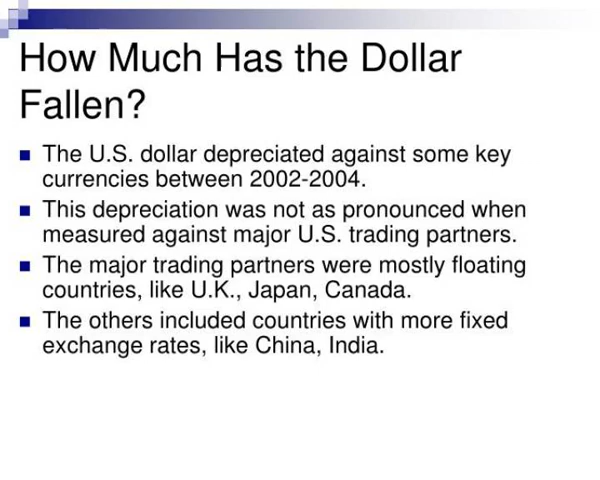 How Much Has the Dollar
Fallen?
■ The U.S. dollar depreciated against some key
currencies between 2002-2004.
■ This depreciation was not as pronounced when
measured against major U.S. trading partners.
■ The major trading partners were mostly floating
countries, like U.K., Japan, Canada.
■ The others included countries with more fixed
exchange rates, like China, India.